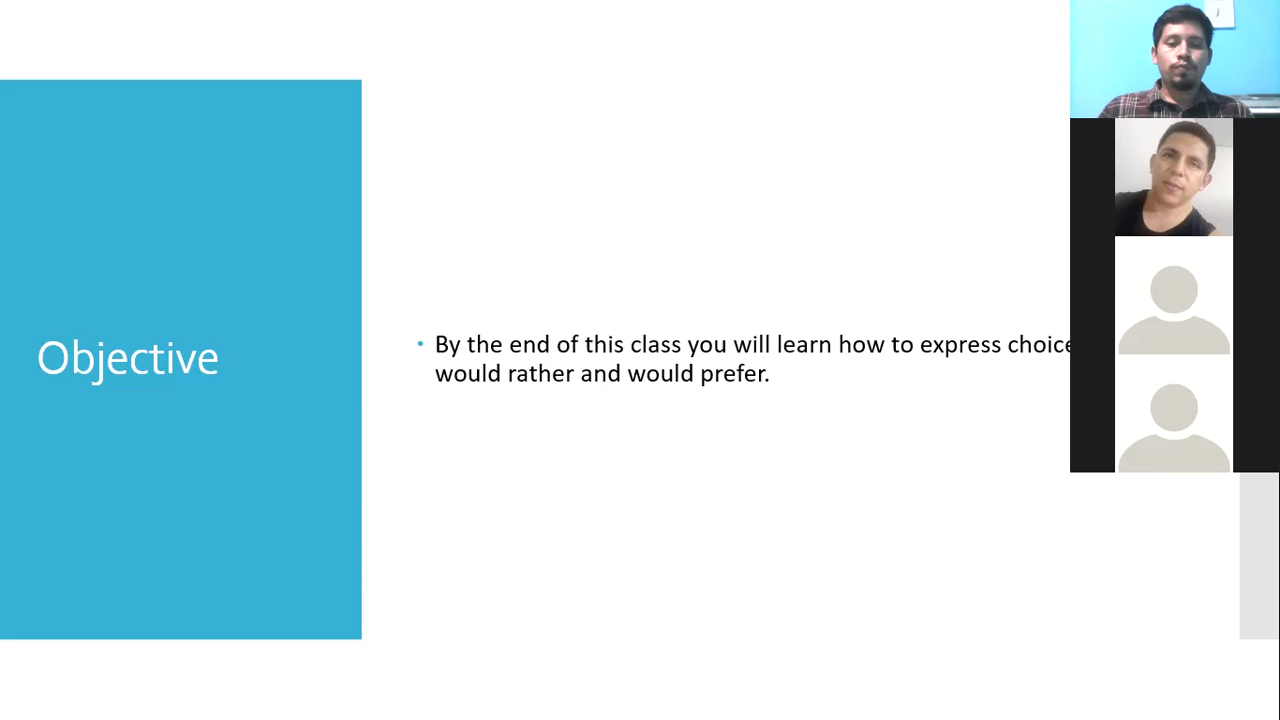 Objective
• By the end of this class you will learn how to express choice
would rather and would prefer.